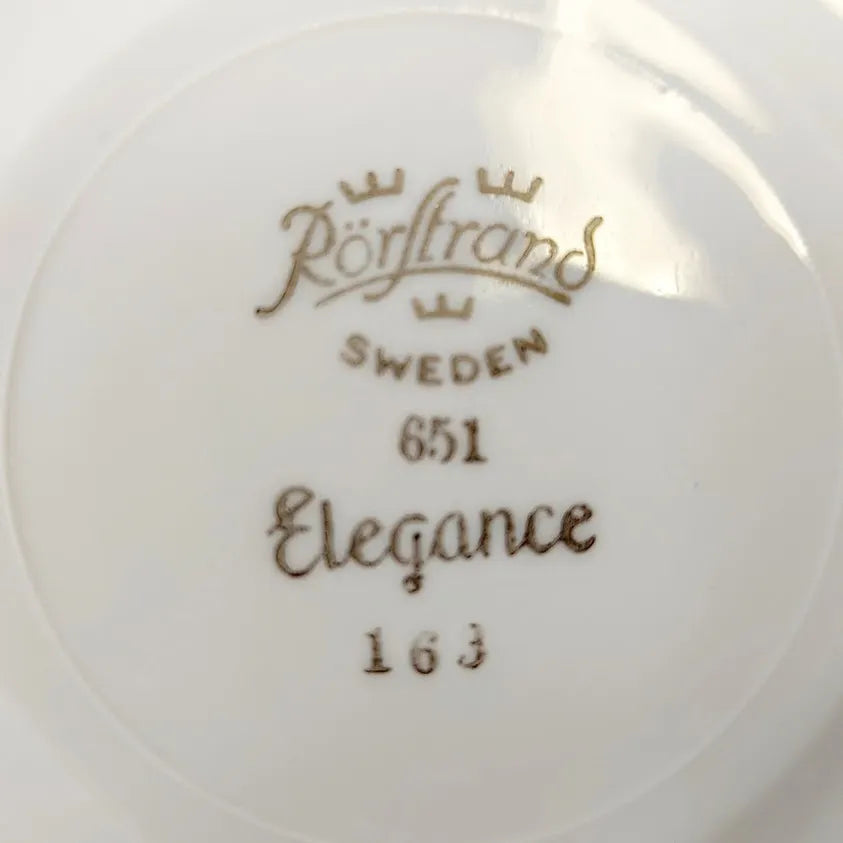 Rörstrand
SWEDEN
651
Elegance
163